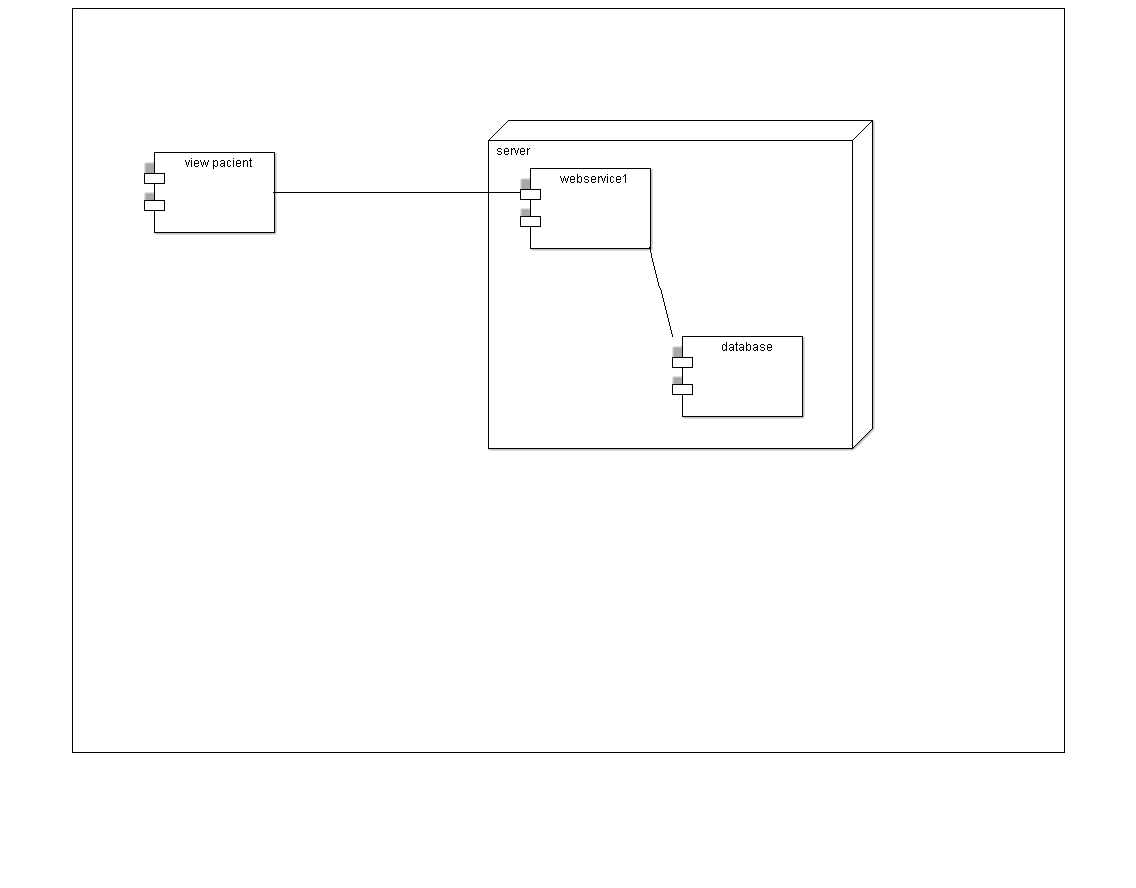 view pacient
server
webservice1
database